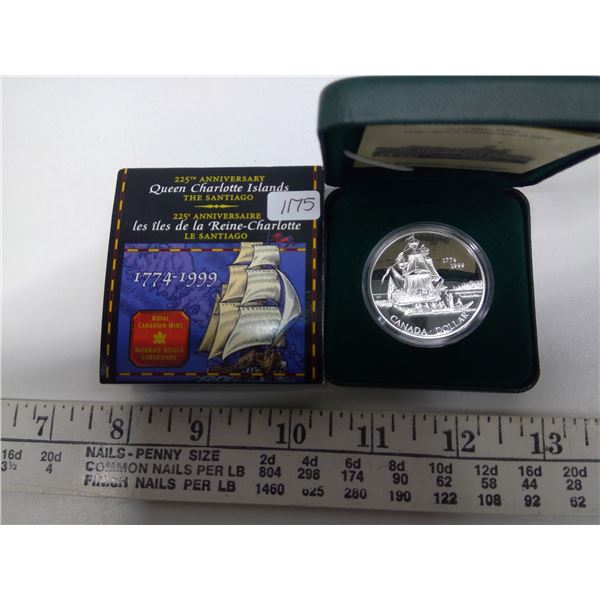 225TH ANNIVERSARY
Queen Charlotte Islands
THE SANTIAGO
225E ANNIVERSAIRE
les îles de la Reine-Charlotte
LE SANTIAGO
1175
1774-1999
ROYAL
CANADIAN MINT
MONNAIE ROYALE
CANADIENNE
1774
1999
CANADA · DOLLAR
7 8 9 10 11 12 13
16d 20d NAILS-PENNY SIZE 2d 4d 6d 8d 10d 12d 16d 20d
3½ 4 COMMON NAILS PER LB 804 298 174 90 62 58 44 28
FINISH NAILS PER LB 1460 625 280 190 122 108 92 62